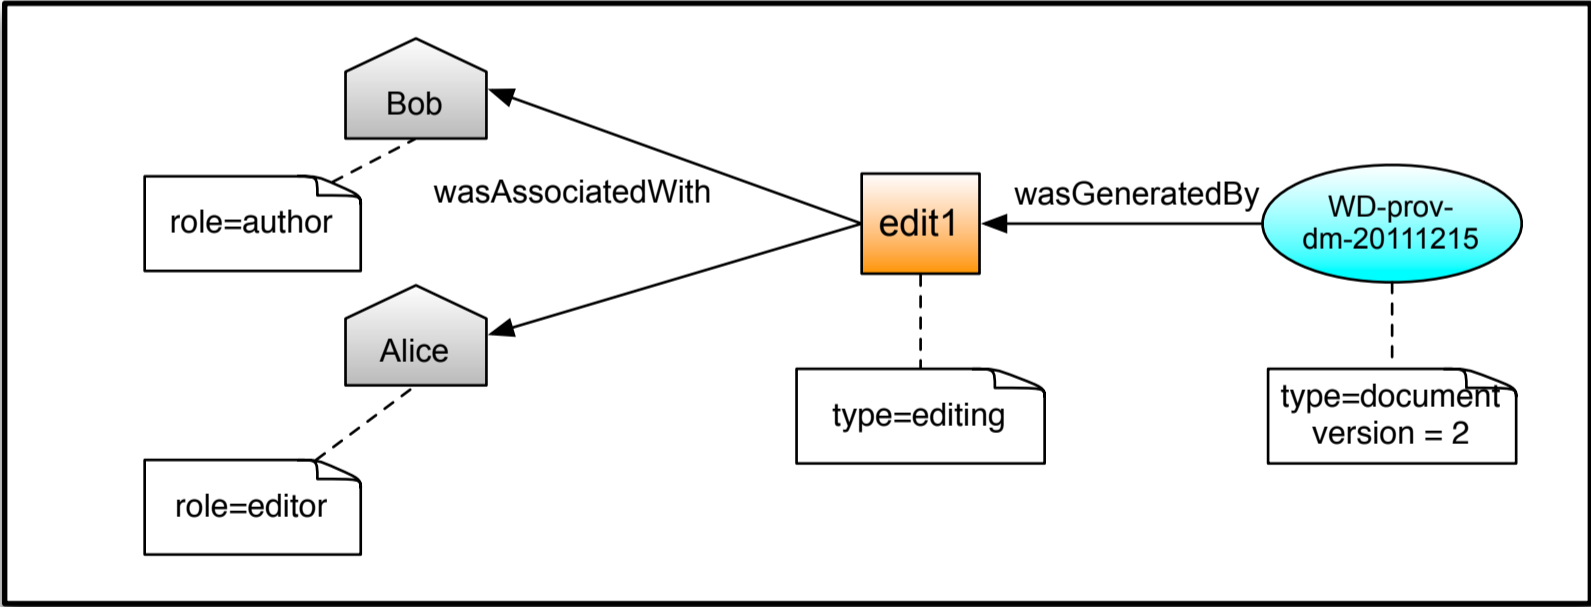 Bob
role=author
wasAssociatedWith
Alice
role=editor
edit1
type=editing
wasGeneratedBy
WD-prov-
dm-20111215
type=document
version = 2